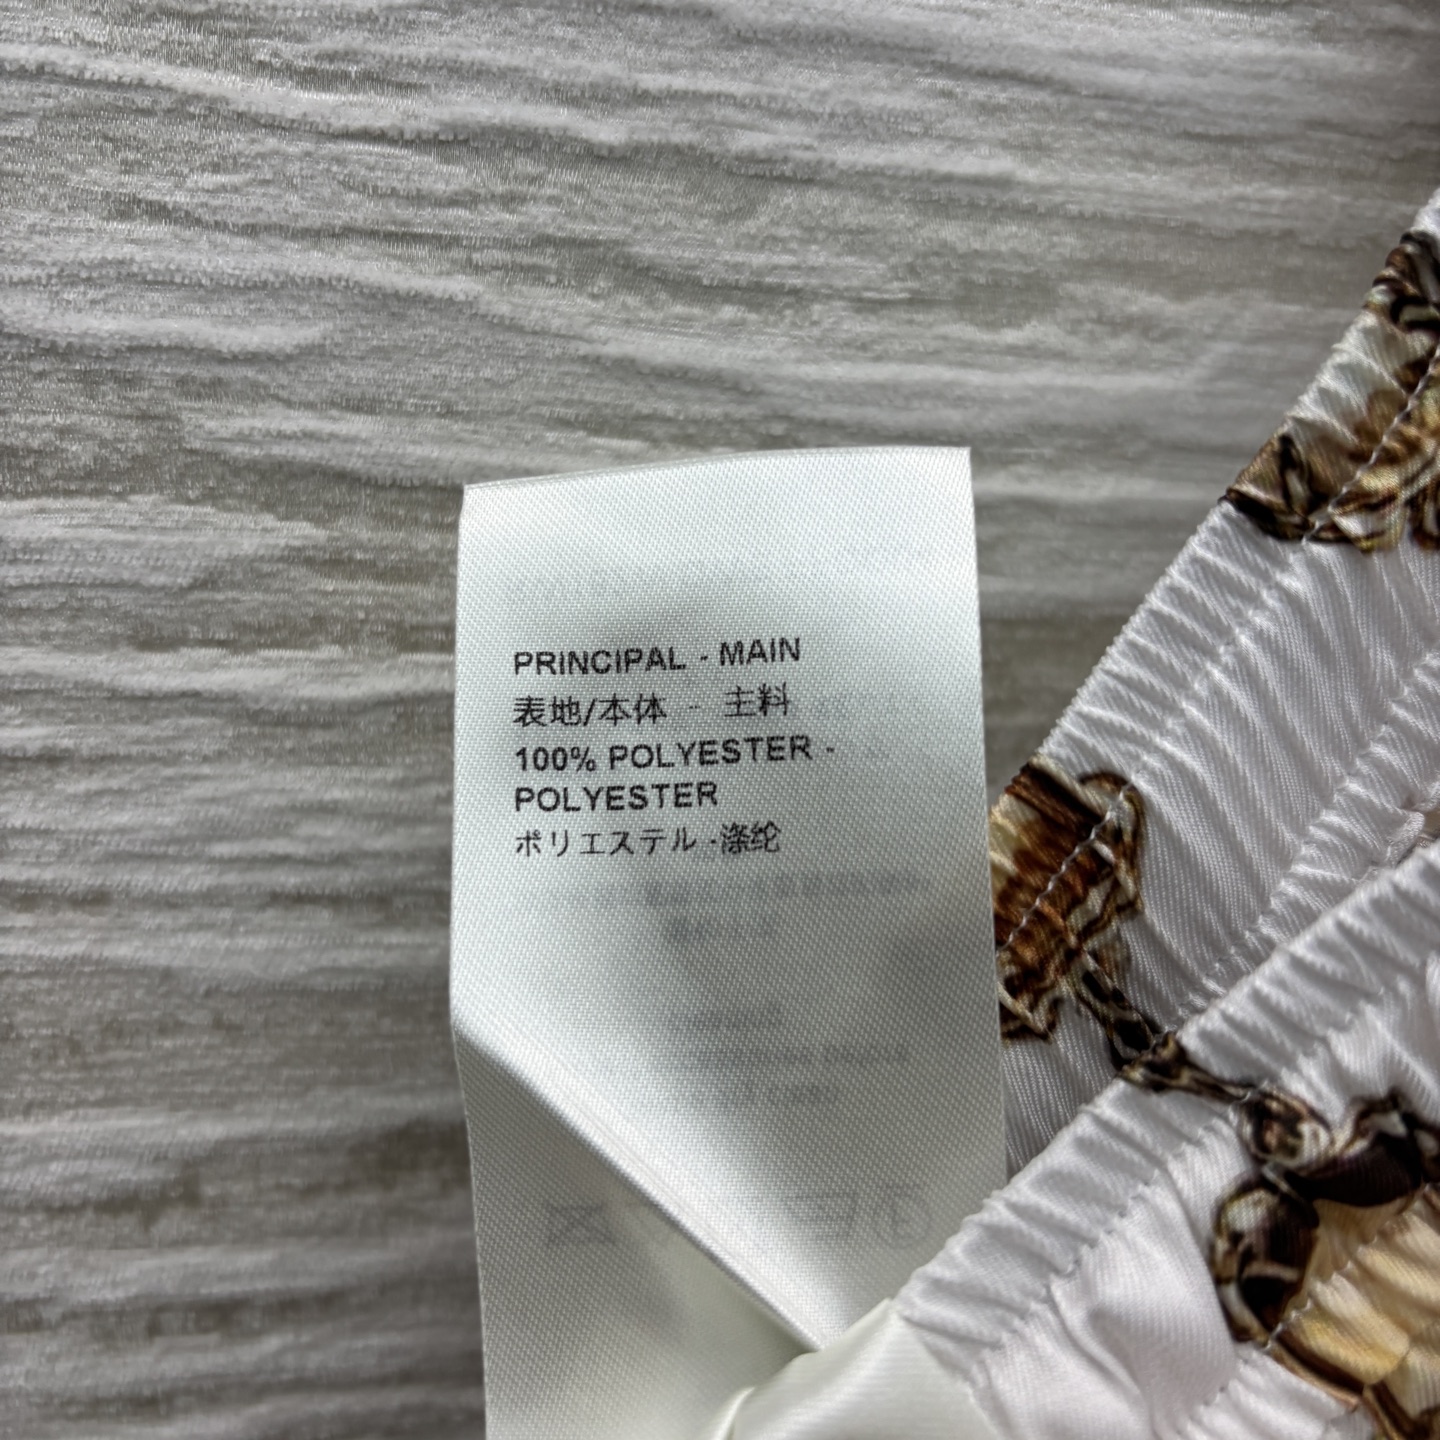 PRINCIPAL - MAIN
表地/本体 - 主料
100% POLYESTER -
POLYESTER
ポリエステル -涤纶